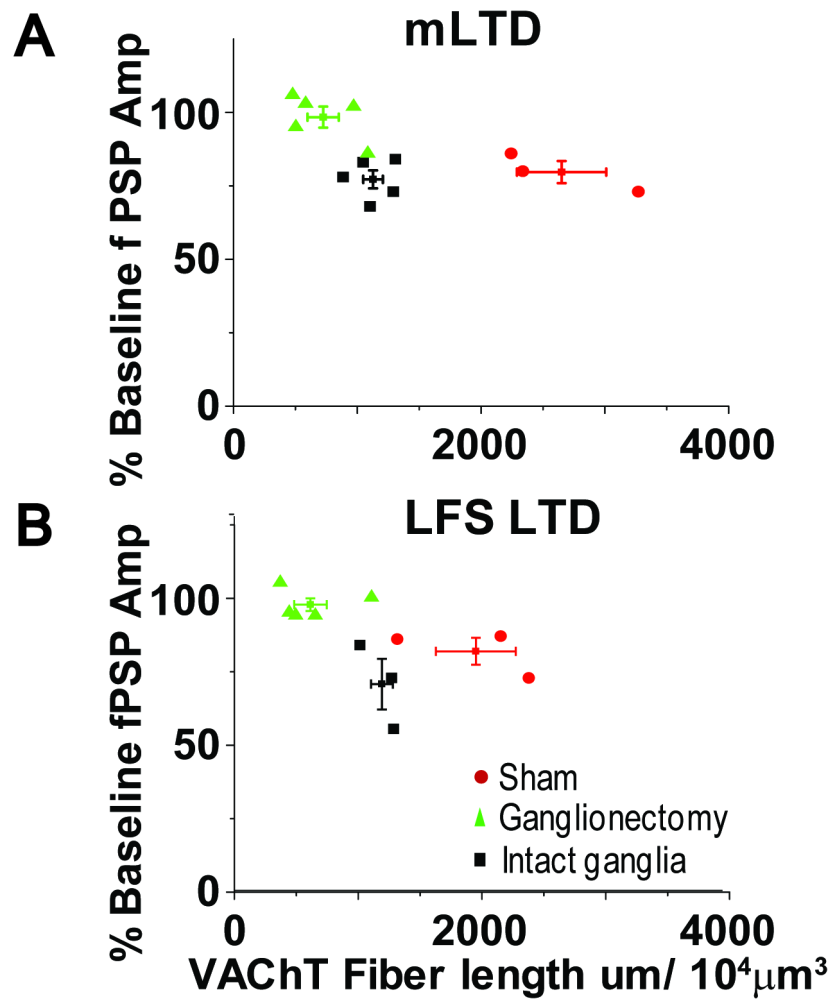 A
mLTD
% Baseline f PSP Amp
100
50
0
0 2000 4000
B
LFS LTD
% Baseline fPSP Amp
100
50
0
Sham
Ganglionectomy
Intact ganglia
0 2000 4000
VAChT Fiber length um/ 10⁴µm³